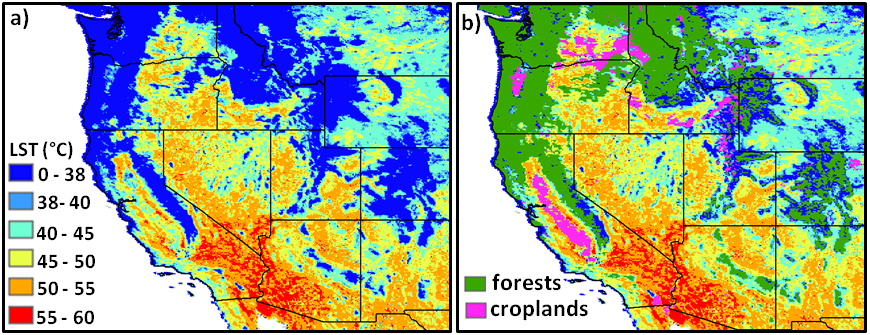 a)
LST (°C)
0 - 38
38- 40
40 - 45
45 - 50
50 - 55
55 - 60
b)
forests
croplands